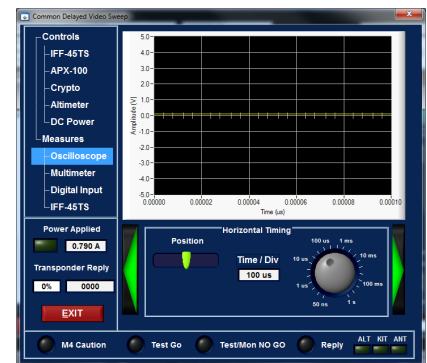 Common Delayed Video Sweep
Controls
IFF-45TS
APX-100
Crypto
Altimeter
DC Power
Measures
Oscilloscope
Multimeter
Digital Input
IFF-45TS
Power Applied
0.790 A
Transponder Reply
0% 0000
EXIT
Amplitude (V)
5.0
4.0
3.0
2.0
1.0
0.0
-1.0
-2.0
-3.0
-4.0
-5.0
0.00000 0.00002 0.00004 0.00006 0.00008 0.00010
Time (us)
Horizontal Timing
Position
Time / Div
100 us
100 us 1 ms
10 us 10 ms
1 us 100 ms
50 ns 1 s
M4 Caution Test Go Test/Mon NO GO Reply ALT KIT ANT